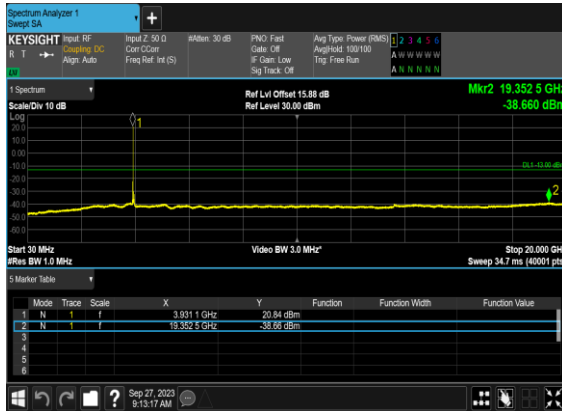 Spectrum Analyzer 1
Swept SA
+
KEYSIGHT Input: RF Input Z: 50 Ω #Atten: 30 dB PNO: Fast Avg Type: Power (RMS) 1 2 3 4 5 6
R T Coupling: DC Corr CCorr Gate: Off Avg|Hold: 100/100 A W W W W W
Align: Auto Freq Ref: Int (S) IF Gain: Low Trig: Free Run
Sig Track: Off A N N N N N
1 Spectrum Ref Lvl Offset 15.88 dB Mkr2 19.352 5 GHz
Scale/Div 10 dB Ref Level 30.00 dBm -38.660 dBm
Log
20.0
10.0
0.00
-10.0
-20.0
-30.0
-40.0
-50.0
-60.0
1
DL1 -13.00 dBm
2
Start 30 MHz Video BW 3.0 MHz* Stop 20.000 GH
#Res BW 1.0 MHz Sweep 34.7 ms (40001 pts
5 Marker Table
Mode Trace Scale X Y Function Function Width Function Value
1 N 1 f 3.931 1 GHz 20.84 dBm
2 N 1 f 19.352 5 GHz -38.66 dBm
3
4
5
6
? Sep 27, 2023
9:13:17 AM